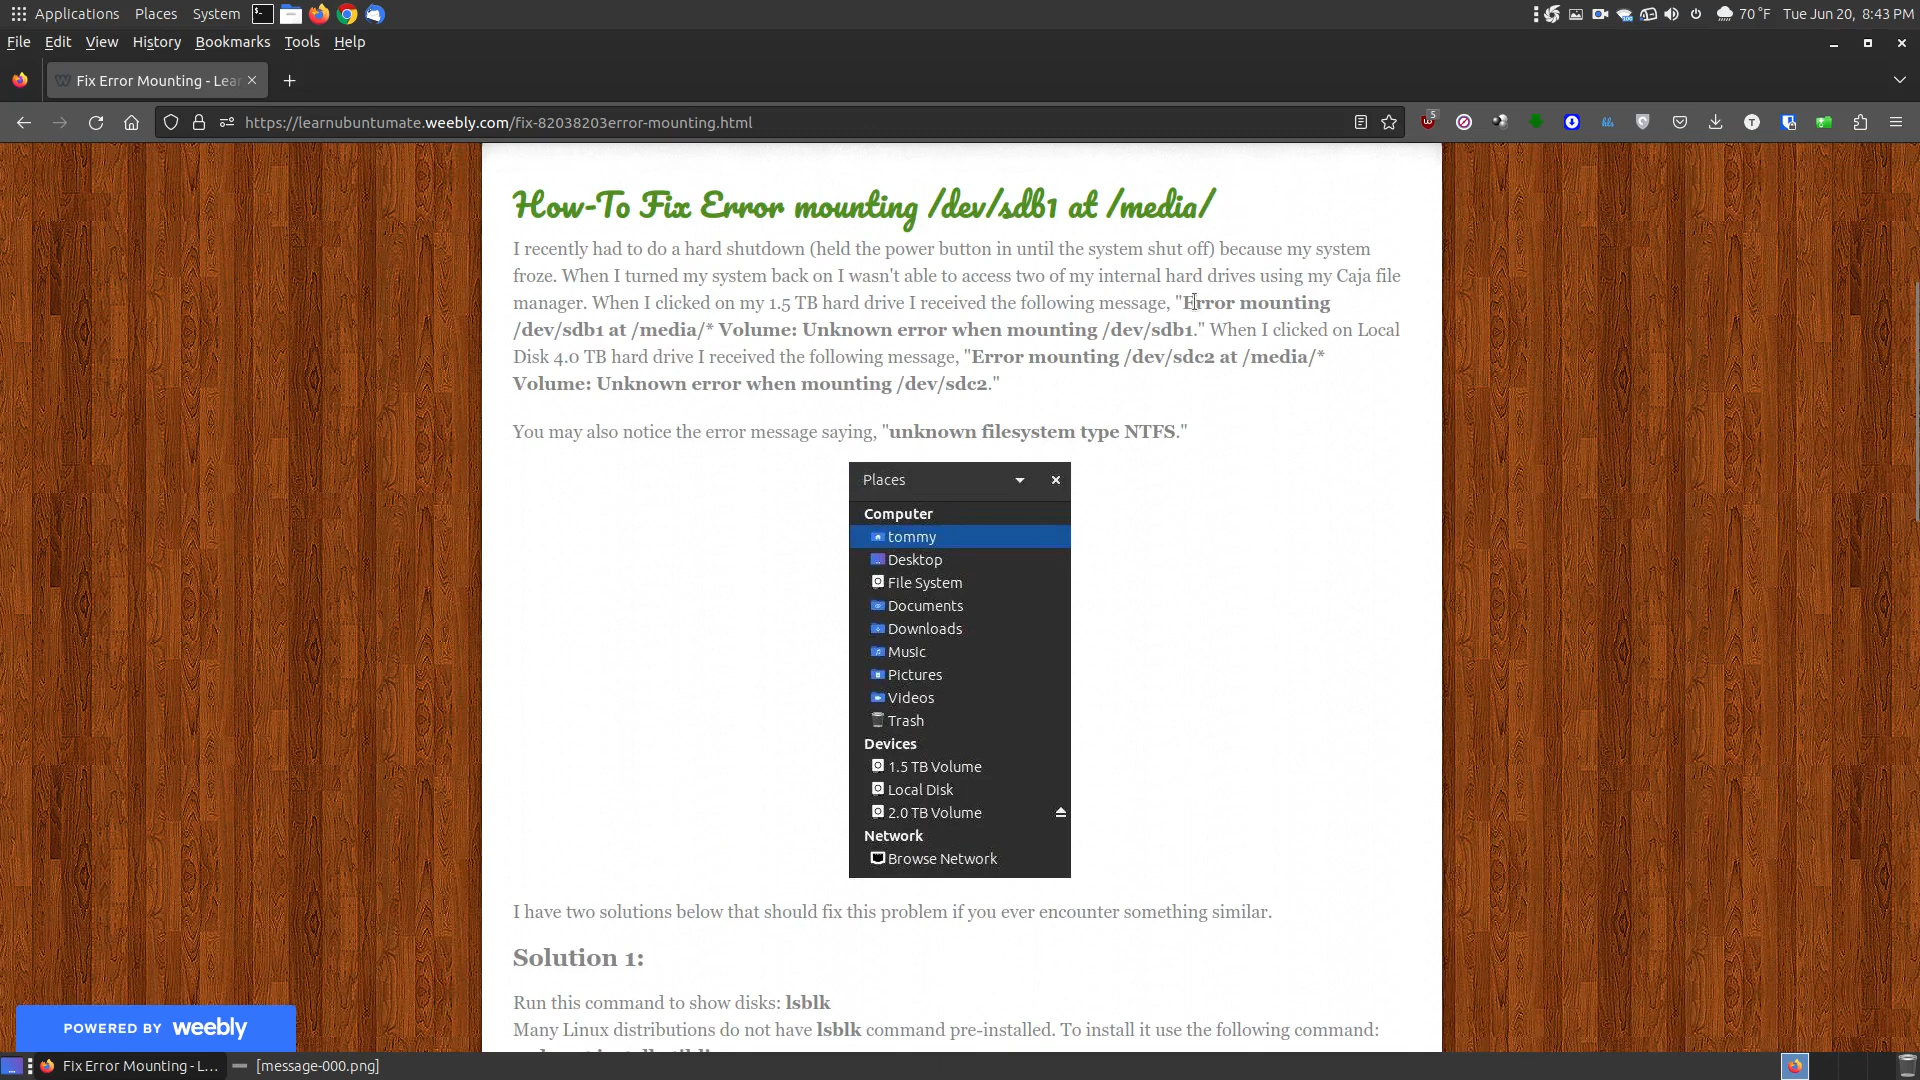 Applications Places System 70 °F Tue Jun 20, 8:43 PM
File Edit View History Bookmarks Tools Help
Fix Error Mounting - Lear
https://learnubuntumate.weebly.com/fix-82038203error-mounting.html
5
How-To Fix Error mounting /dev/sdb1 at /media/
I recently had to do a hard shutdown (held the power button in until the system shut off) because my system
froze. When I turned my system back on I wasn't able to access two of my internal hard drives using my Caja file
manager. When I clicked on my 1.5 TB hard drive I received the following message, "Error mounting
/dev/sdb1 at /media/* Volume: Unknown error when mounting /dev/sdb1." When I clicked on Local
Disk 4.0 TB hard drive I received the following message, "Error mounting /dev/sdc2 at /media/*
Volume: Unknown error when mounting /dev/sdc2."
You may also notice the error message saying, "unknown filesystem type NTFS."
Places
Computer
tommy
Desktop
File System
Documents
Downloads
Music
Pictures
Videos
Trash
Devices
1.5 TB Volume
Local Disk
2.0 TB Volume
Network
Browse Network
I have two solutions below that should fix this problem if you ever encounter something similar.
Solution 1:
Run this command to show disks: lsblk
Many Linux distributions do not have lsblk command pre-installed. To install it use the following command:
POWERED BY weebly
Fix Error Mounting - L... [message-000.png]